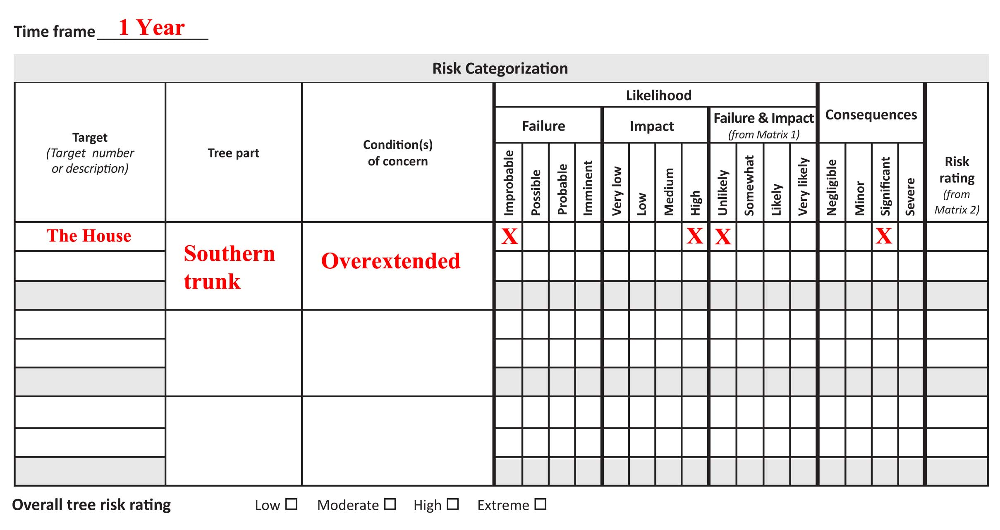 Time frame 1 Year
Risk Categorization
Likelihood
Failure
Impact
Failure & Impact
(from Matrix 1)
Consequences
Target
(Target number
or description)
Tree part
Condition(s)
of concern
Improbable
Possible
Probable
Imminent
Very low
Low
Medium
High
Unlikely
Somewhat
Likely
Very likely
Negligible
Minor
Significant
Severe
Risk
rating
(from
Matrix 2)
The House
X
X
X
X
Southern
trunk
Overextended
Overall tree risk rating Low Moderate High Extreme